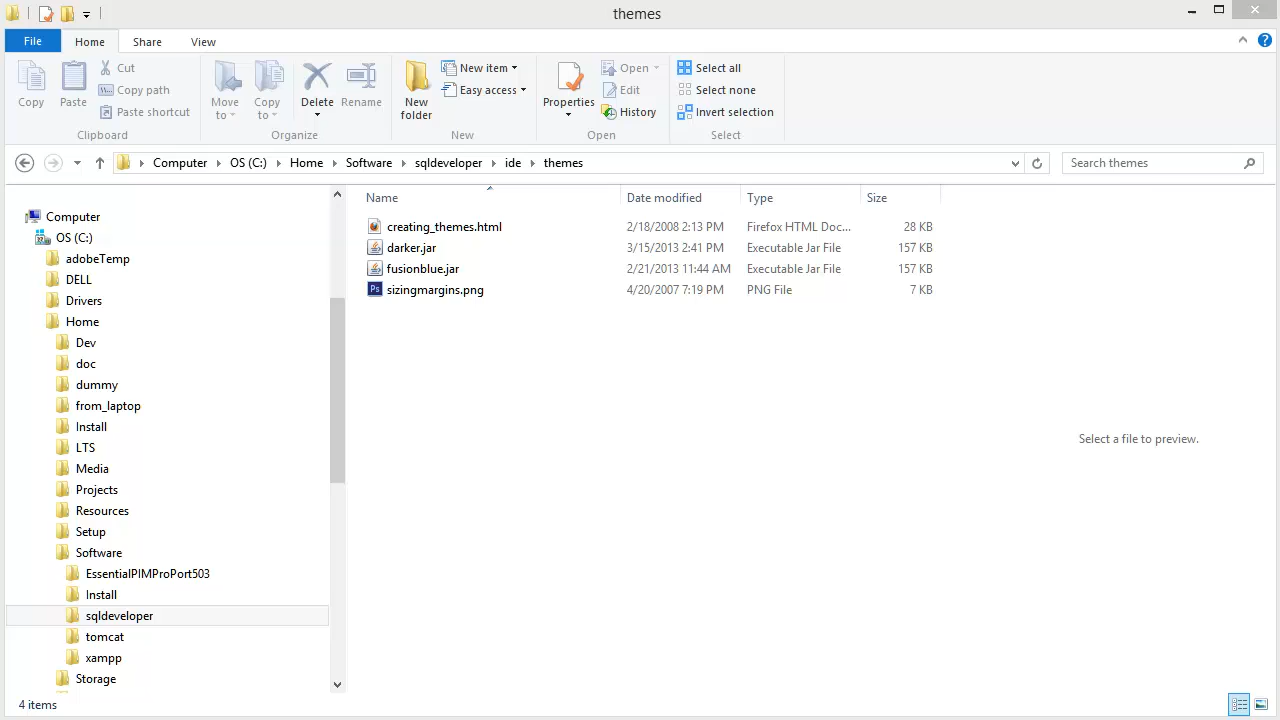 themes
File
Home
Share
View
Copy
Paste
Cut
Copy path
Paste shortcut
Clipboard
Move to
Copy to
Delete
Rename
Organize
New folder
New item
Easy access
New
Properties
Open
Edit
History
Open
Select all
Select none
Invert selection
Select
Computer OS (C:) Home Software sqldeveloper ide themes
Search themes
Computer
OS (C:)
adobeTemp
DELL
Drivers
Home
Dev
doc
dummy
from_laptop
Install
LTS
Media
Projects
Resources
Setup
Software
EssentialPIMProPort503
Install
sqldeveloper
tomcat
xampp
Storage
Name Date modified Type Size
creating_themes.html 2/18/2008 2:13 PM Firefox HTML Doc... 28 KB
darker.jar 3/15/2013 2:41 PM Executable Jar File 157 KB
fusionblue.jar 2/21/2013 11:44 AM Executable Jar File 157 KB
Ps sizingmargins.png 4/20/2007 7:19 PM PNG File 7 KB
Select a file to preview.
4 items